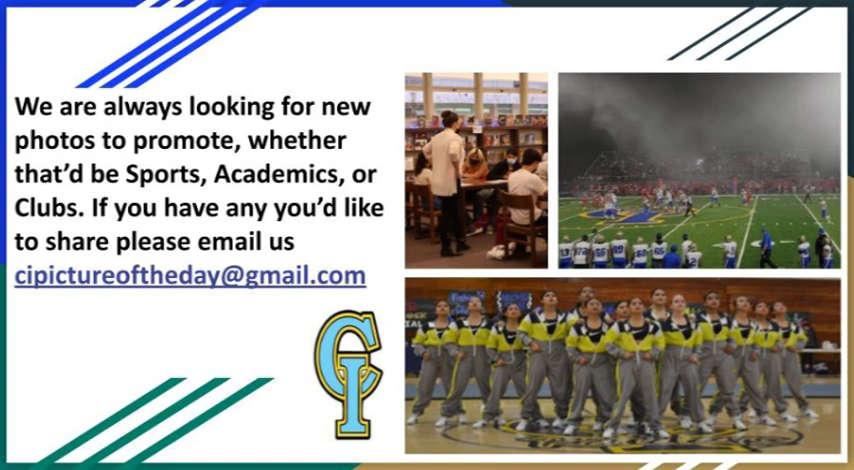 We are always looking for new
photos to promote, whether
that'd be Sports, Academics, or
Clubs. If you have any you'd like
to share please email us
cipictureoftheday@gmail.com
CI